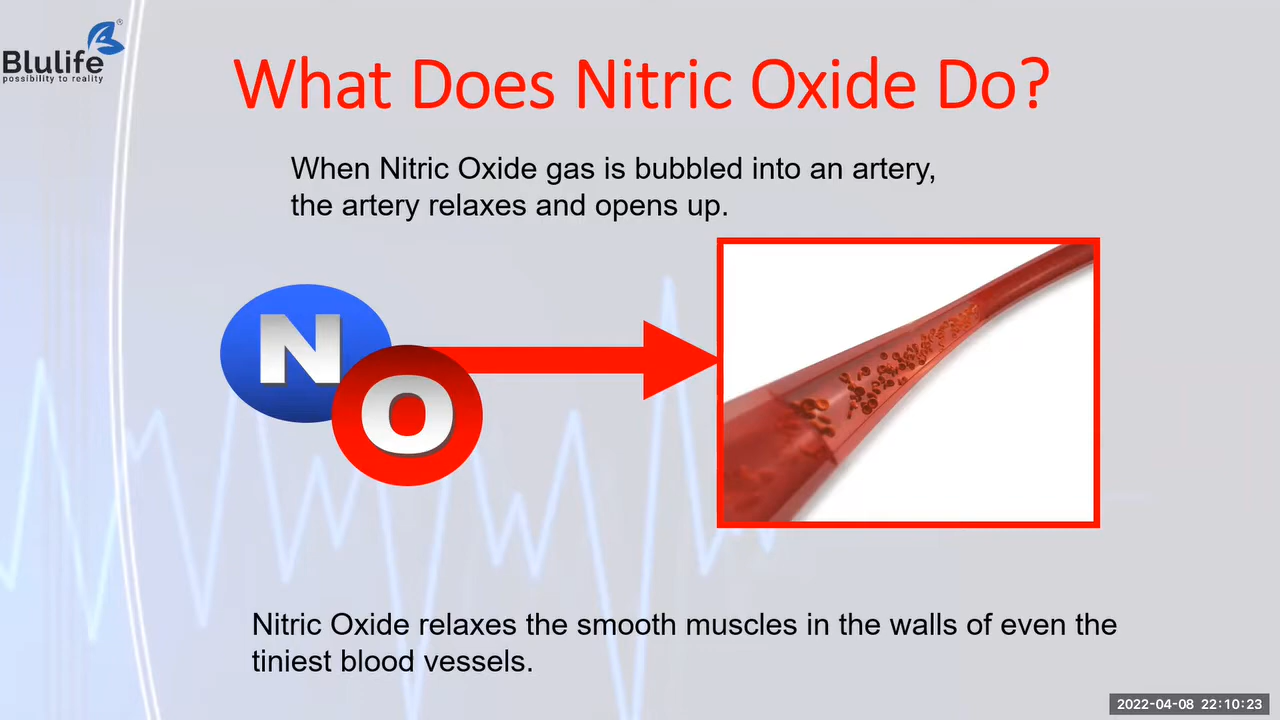 Blulife®
possibility to reality
What Does Nitric Oxide Do?
When Nitric Oxide gas is bubbled into an artery,
the artery relaxes and opens up.
N
O
Nitric Oxide relaxes the smooth muscles in the walls of even the
tiniest blood vessels.
2022-04-08 22:10:23